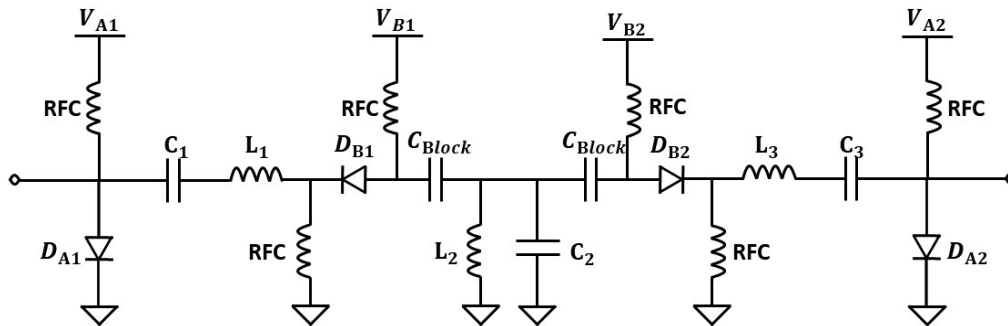 V_A1 V_B1 V_B2 V_A2
RFC RFC RFC RFC
C_1 L_1 D_B1 C_Block C_Block D_B2 L_3 C_3
D_A1 RFC L_2 C_2 RFC D_A2